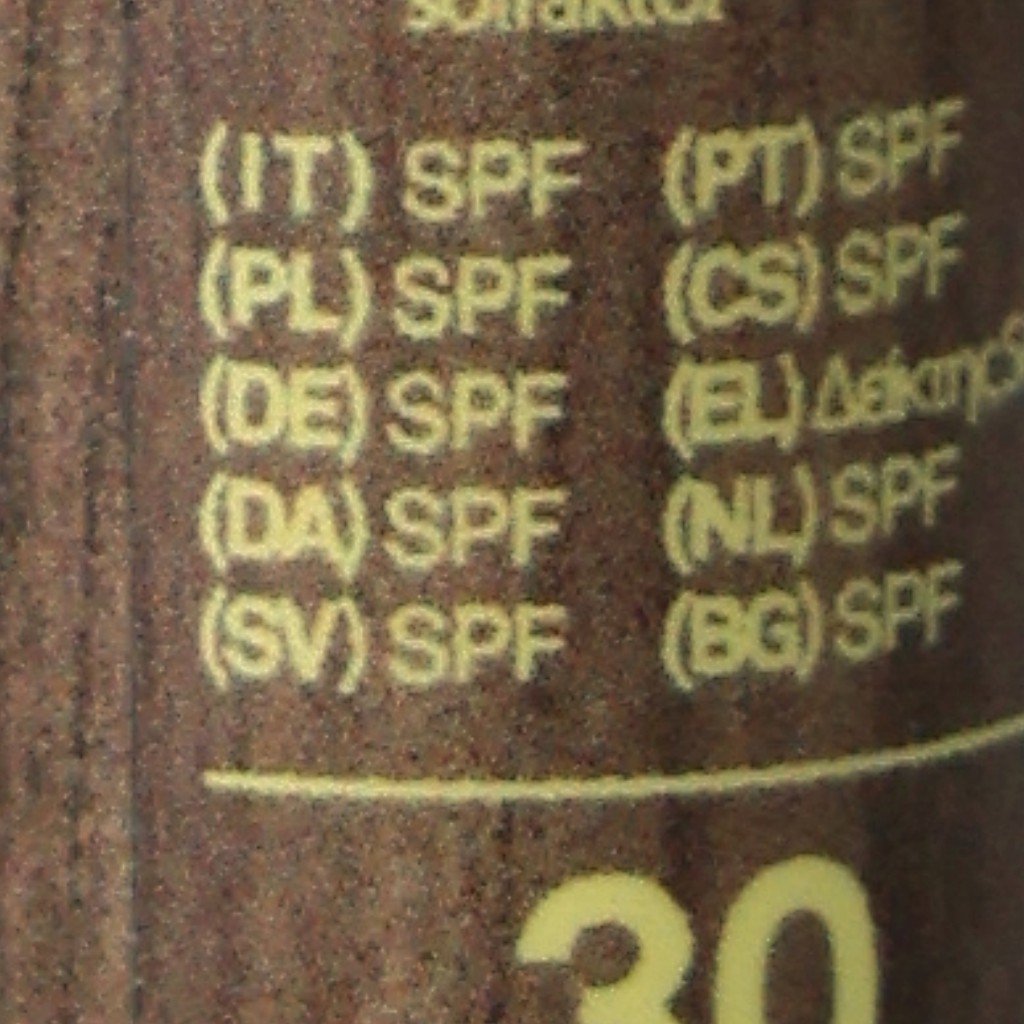 (IT) SPF (PT) SPF
(PL) SPF (CS) SPF
(DE) SPF (EL)
(DA) SPF (NL) SPF
(SV) SPF (BG) SPF
30